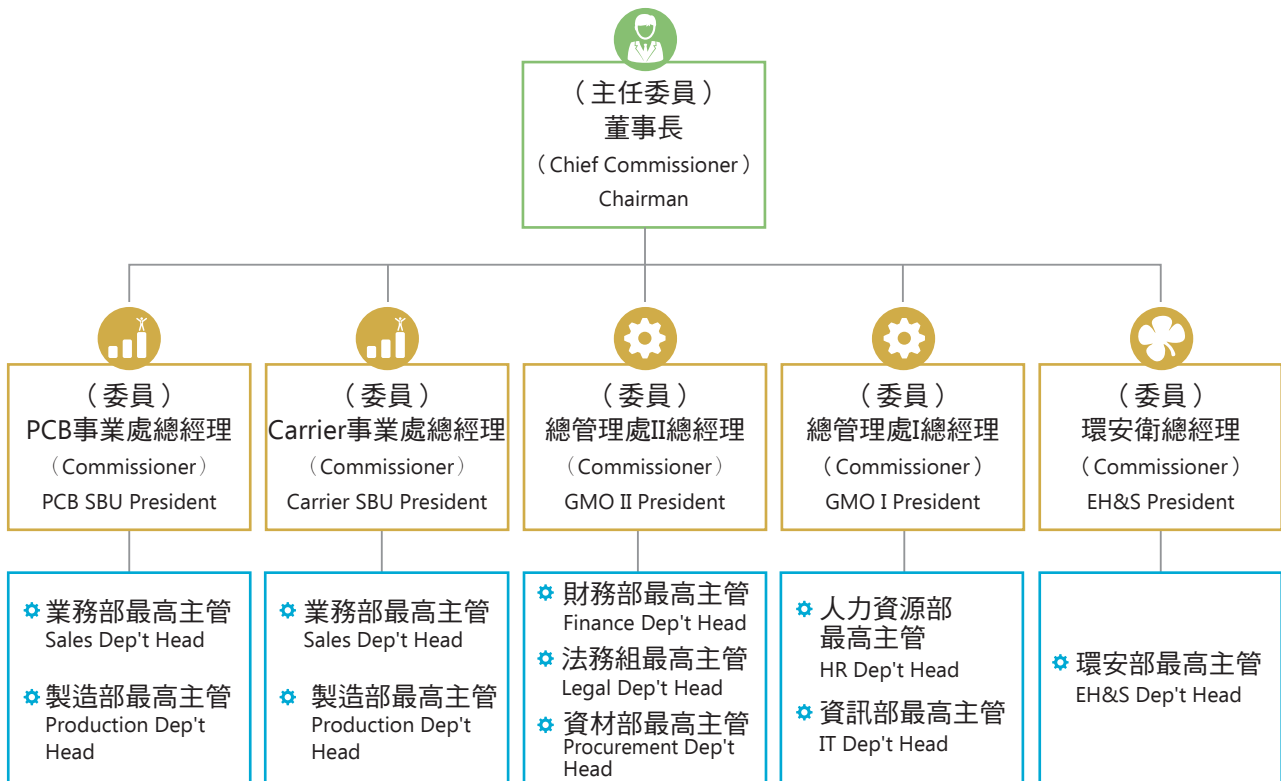 （主任委員）
董事長
（Chief Commissioner）
Chairman
（委員）
PCB事業處總經理
（Commissioner）
PCB SBU President
（委員）
Carrier事業處總經理
（Commissioner）
Carrier SBU President
（委員）
總管理處II總經理
（Commissioner）
GMO II President
（委員）
總管理處I總經理
（Commissioner）
GMO I President
（委員）
環安衛總經理
（Commissioner）
EH&S President
業務部最高主管
Sales Dep't Head
製造部最高主管
Production Dep't
Head
業務部最高主管
Sales Dep't Head
製造部最高主管
Production Dep't
Head
財務部最高主管
Finance Dep't Head
法務組最高主管
Legal Dep't Head
資材部最高主管
Procurement Dep't
Head
人力資源部
最高主管
HR Dep't Head
資訊部最高主管
IT Dep't Head
環安部最高主管
EH&S Dep't Head